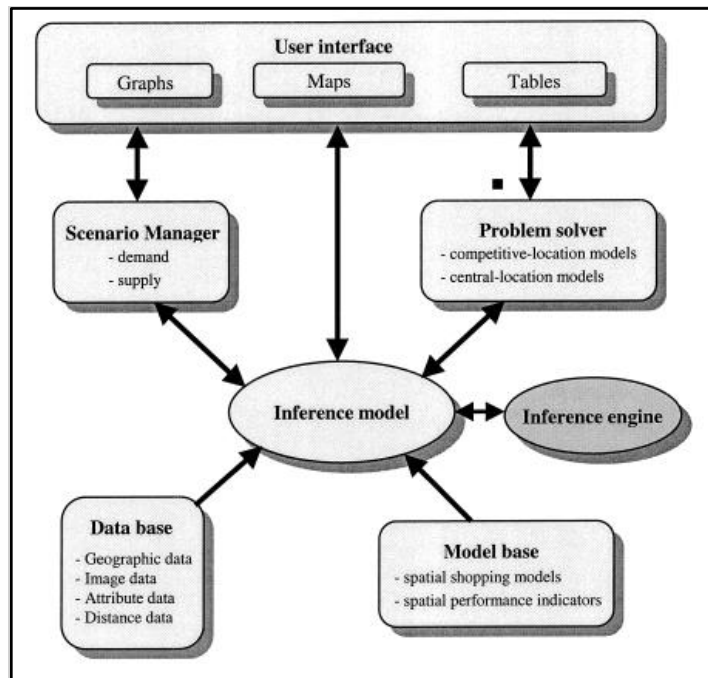 User interface
Graphs
Maps
Tables
Scenario Manager
- demand
- supply
Problem solver
- competitive-location models
- central-location models
Inference model
Inference engine
Data base
- Geographic data
- Image data
- Attribute data
- Distance data
Model base
- spatial shopping models
- spatial performance indicators